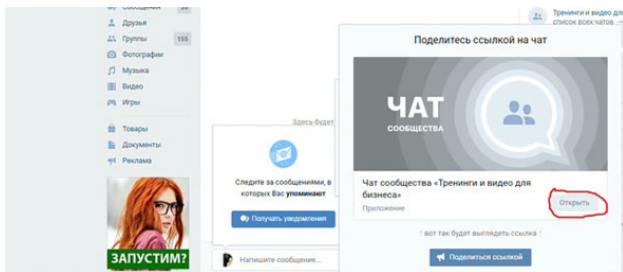 Сообщения
Друзья
Группы 155
Фотографии
Музыка
Видео
Игры
Товары
Документы
Реклама
ЗАПУСТИМ?
Здесь будет
Следите за сообщениями, в
которых Вас упоминают
Получать уведомления
Напишите сообщение...
Тренинги и видео для
список всех чатов →
Поделитесь ссылкой на чат
ЧАТ
СООБЩЕСТВА
Чат сообщества «Тренинги и видео для
бизнеса»
Приложение
Открыть
↑ вот так будет выглядеть ссылка ↑
Поделиться ссылкой